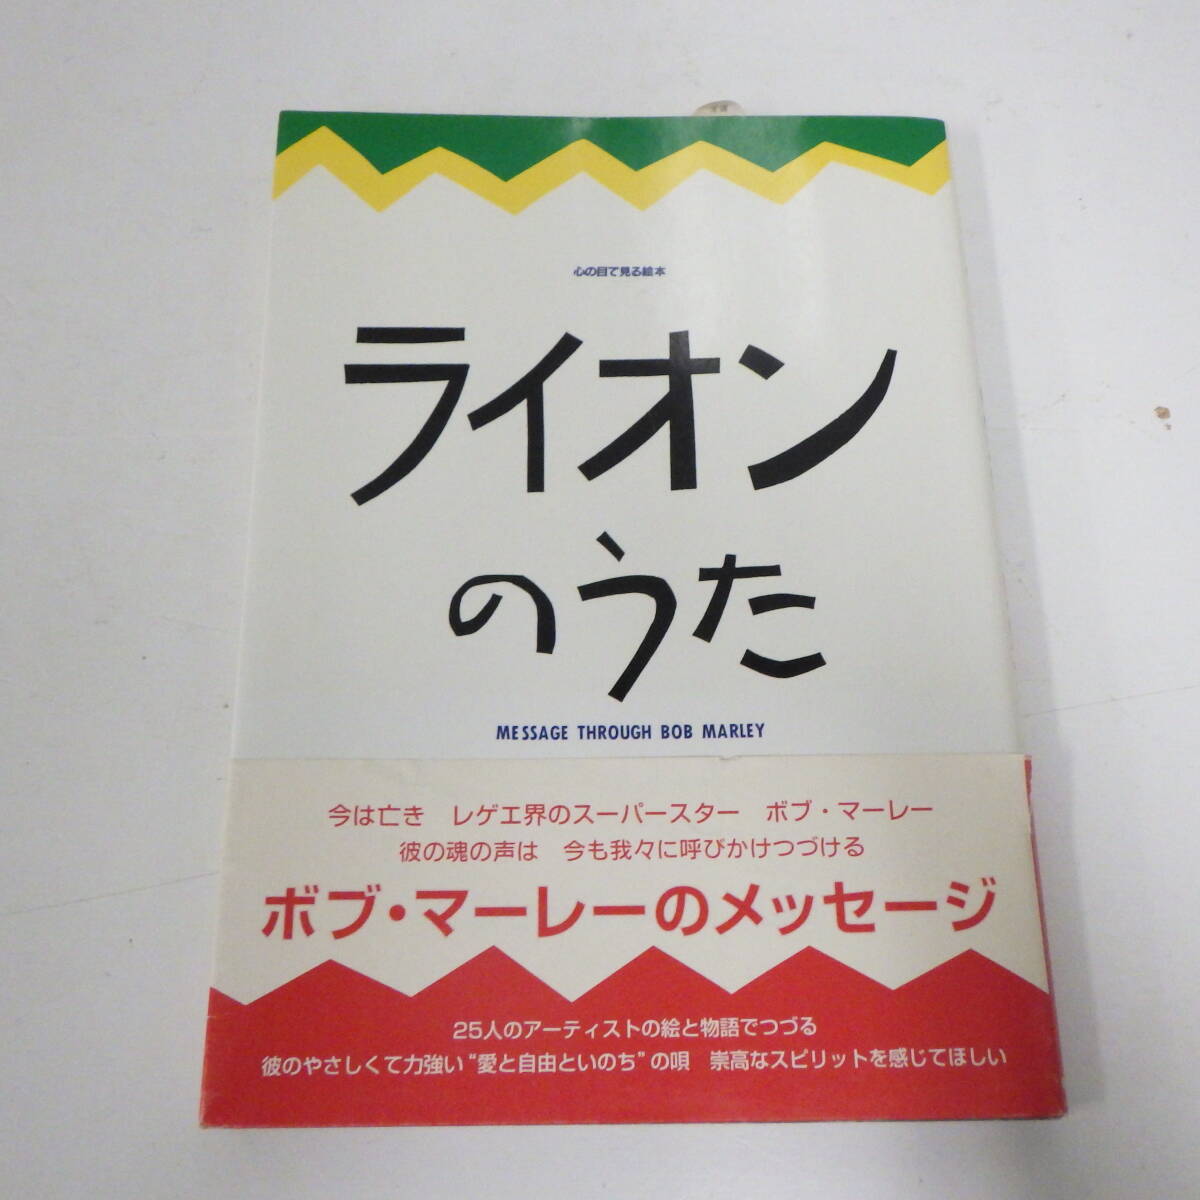 心の目で見る絵本
ライオン
のうた
MESSAGE THROUGH BOB MARLEY
今は亡き　レゲエ界のスーパースター　ボブ・マーレー
彼の魂の声は　今も我々に呼びかけつづける
ボブ・マーレーのメッセージ
25人のアーティストの絵と物語でつづる
彼のやさしくて力強い“愛と自由といのち”の唄　崇高なスピリットを感じてほしい